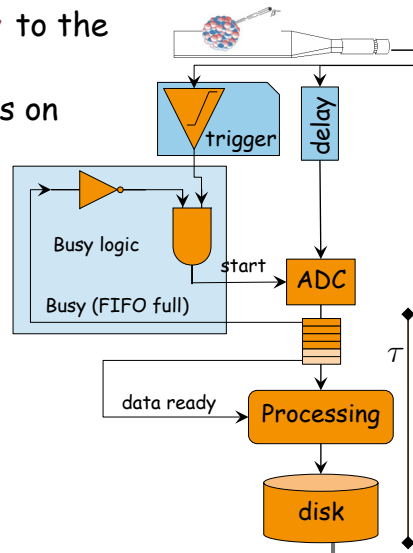 to the
s on
trigger
delay
Busy logic
start
ADC
Busy (FIFO full)
τ
data ready
Processing
disk